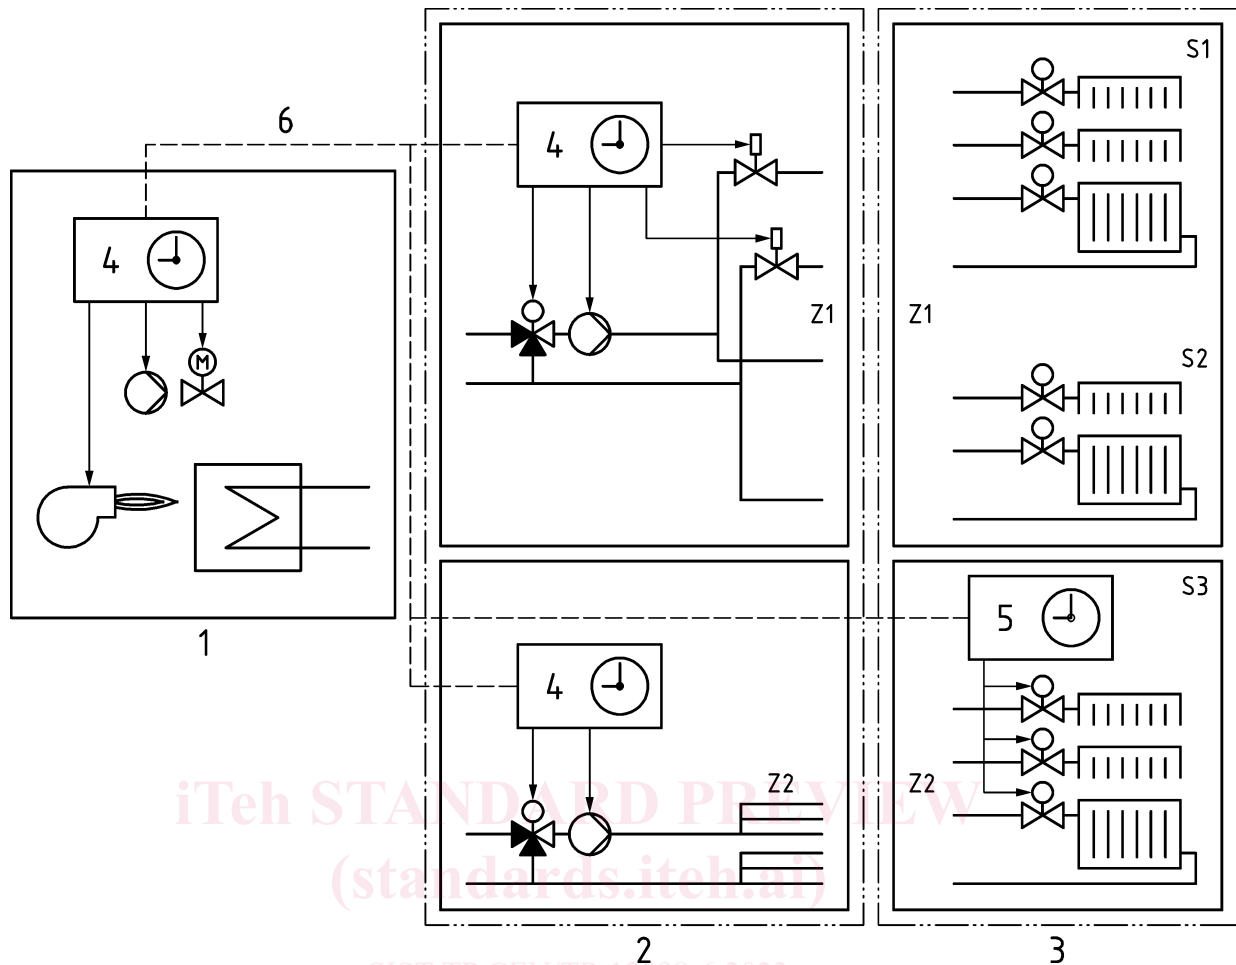 S1
6
4
4
M
Z1
Z1
S2
1
S3
5
4
Z2
Z2
iTeh STANDARD PREVIEW
(standards.iteh.ai)
2
3